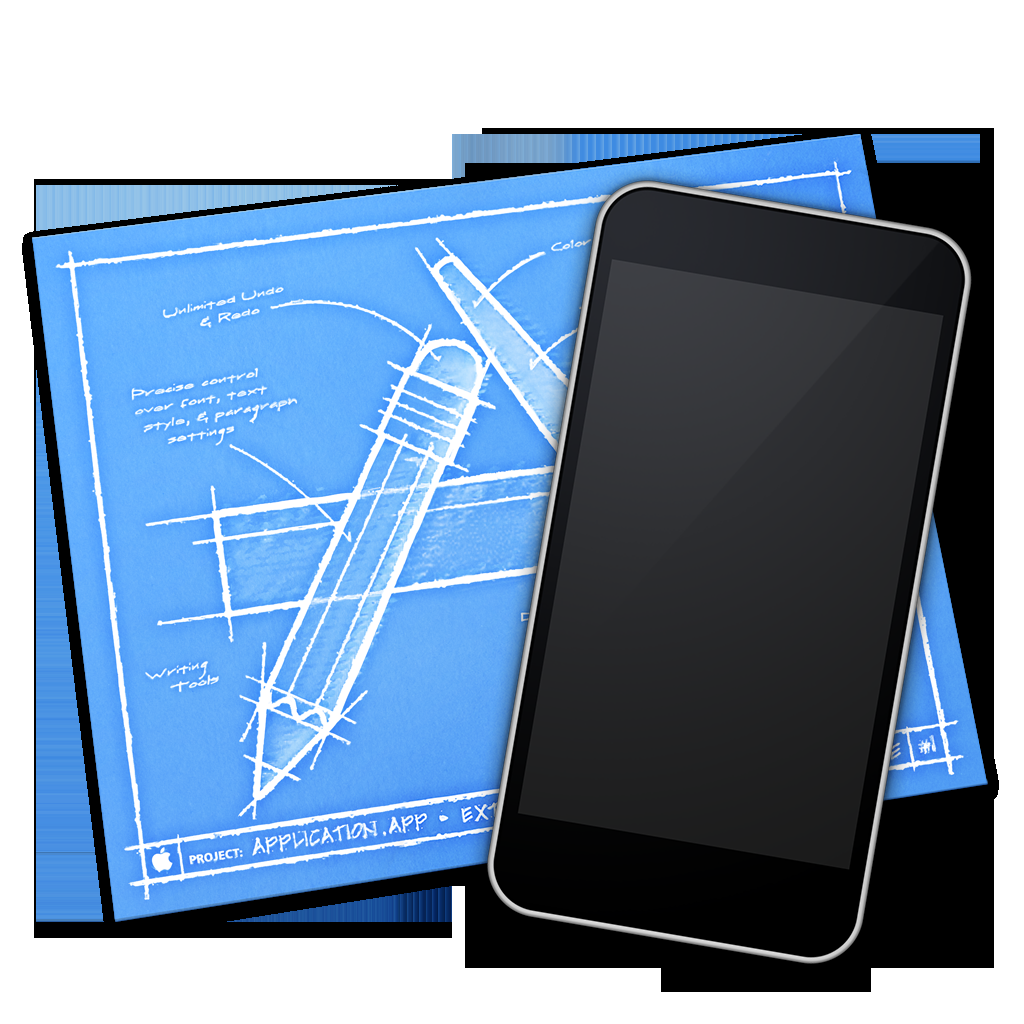 Color
Unlimited Undo
& Redo
Precise control
over font, text
style, & paragraph
settings
Writing
Tools
PROJECT: APPLICATION.APP • EXT
#1